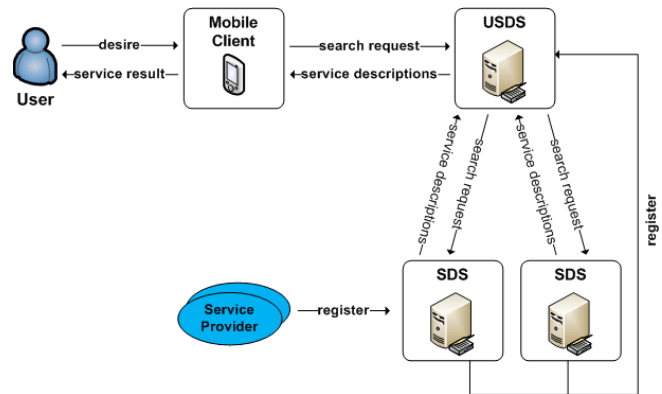 Mobile
Client
USDS
desire
search request
service result
service descriptions
User
service descriptions
search request
service descriptions
search request
register
SDS
SDS
Service
Provider
register